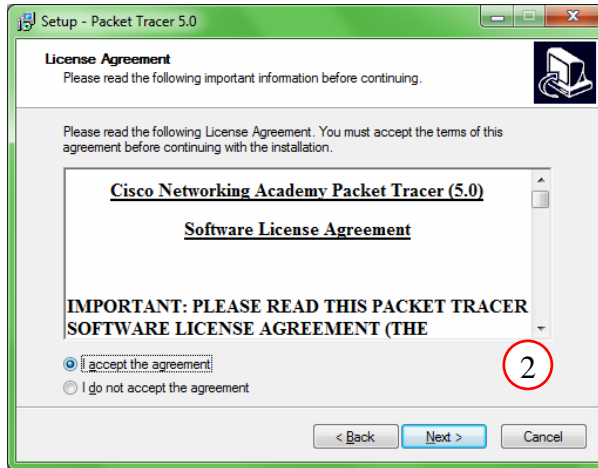 Setup - Packet Tracer 5.0
License Agreement
Please read the following important information before continuing.
Please read the following License Agreement. You must accept the terms of this
agreement before continuing with the installation.
Cisco Networking Academy Packet Tracer (5.0)
Software License Agreement
IMPORTANT: PLEASE READ THIS PACKET TRACER
SOFTWARE LICENSE AGREEMENT (THE
I accept the agreement
2
I do not accept the agreement
< Back
Next >
Cancel